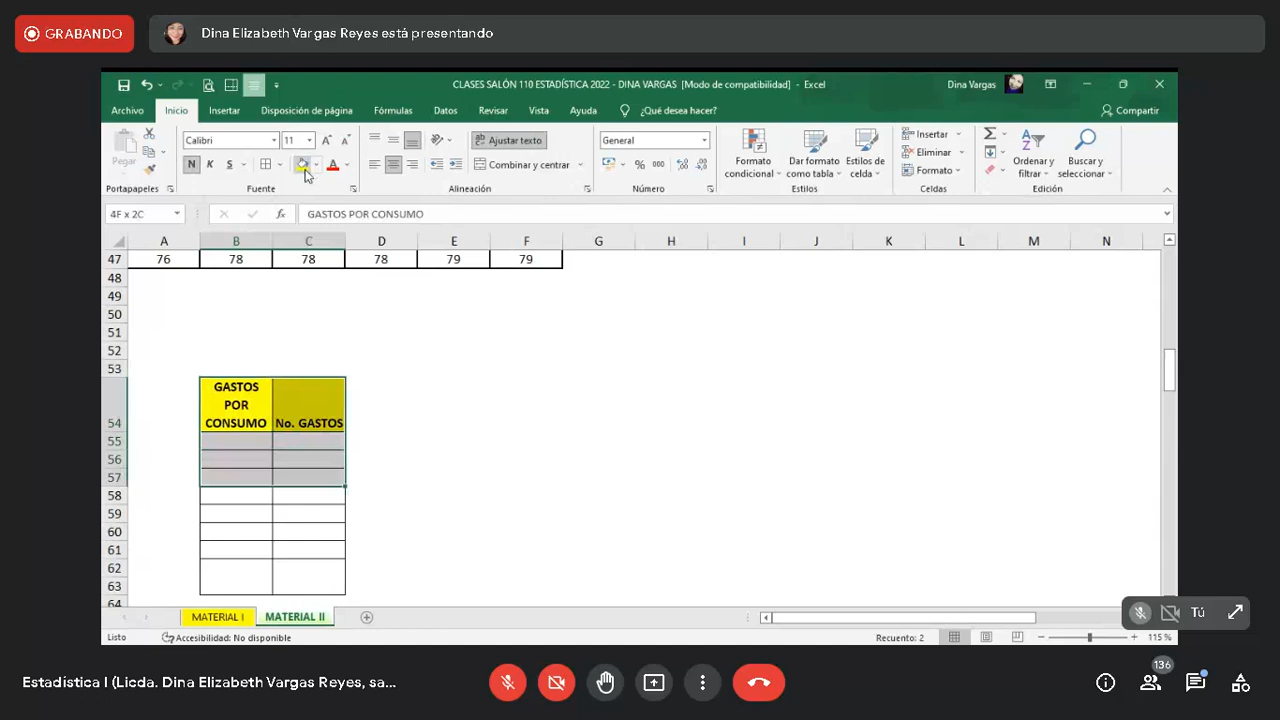 GRABANDO
Dina Elizabeth Vargas Reyes está presentando
CLASES SALÓN 110 ESTADÍSTICA 2022 - DINA VARGAS [Modo de compatibilidad] - Excel
Dina Vargas
Archivo Inicio Insertar Disposición de página Fórmulas Datos Revisar Vista Ayuda ¿Qué desea hacer? Compartir
Pegar
Calibri 11
N K S
Ajustar texto
Combinar y centrar
General
% 000
Formato condicional
Dar formato como tabla
Estilos de celda
Insertar
Eliminar
Formato
Ordenar y filtrar
Buscar y seleccionar
Portapapeles Fuente Alineación Número Estilos Celdas Edición
4F x 2C fx GASTOS POR CONSUMO
A B C D E F G H I J K L M N
47 76 78 78 78 79 79
48
49
50
51
52
53
GASTOS
POR
54 CONSUMO No. GASTOS
55
56
57
58
59
60
61
62
63
64
MATERIAL I MATERIAL II
Listo Accesibilidad: No disponible Recuento: 2 115 %
Tú
Estadística I (Licda. Dina Elizabeth Vargas Reyes, sa...
136